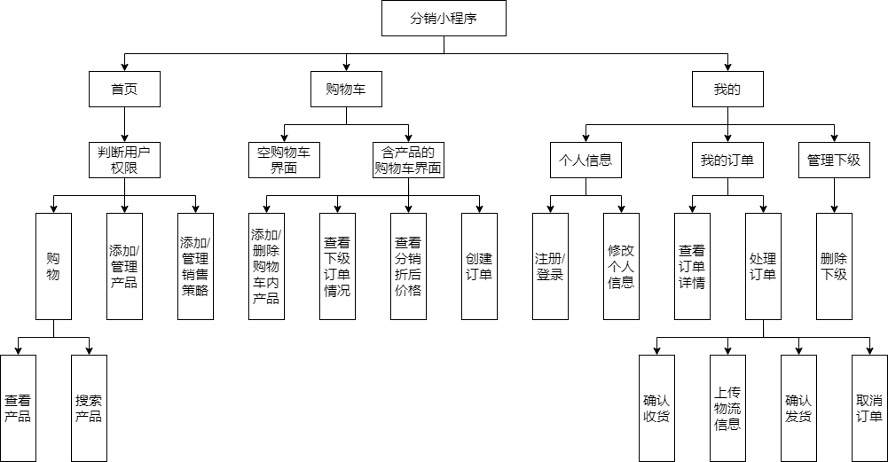 分销小程序
首页
购物车
我的
判断用户
权限
空购物车
界面
含产品的
购物车界面
个人信息
我的订单
管理下级
购
物
添加/
管理
产品
添加/
管理
销售
策略
添加/
删除
购物
车内
产品
查看
下级
订单
情况
查看
分销
折后
价格
创建
订单
注册/
登录
修改
个人
信息
查看
订单
详情
处理
订单
删除
下级
查看
产品
搜索
产品
确认
收货
上传
物流
信息
确认
发货
取消
订单